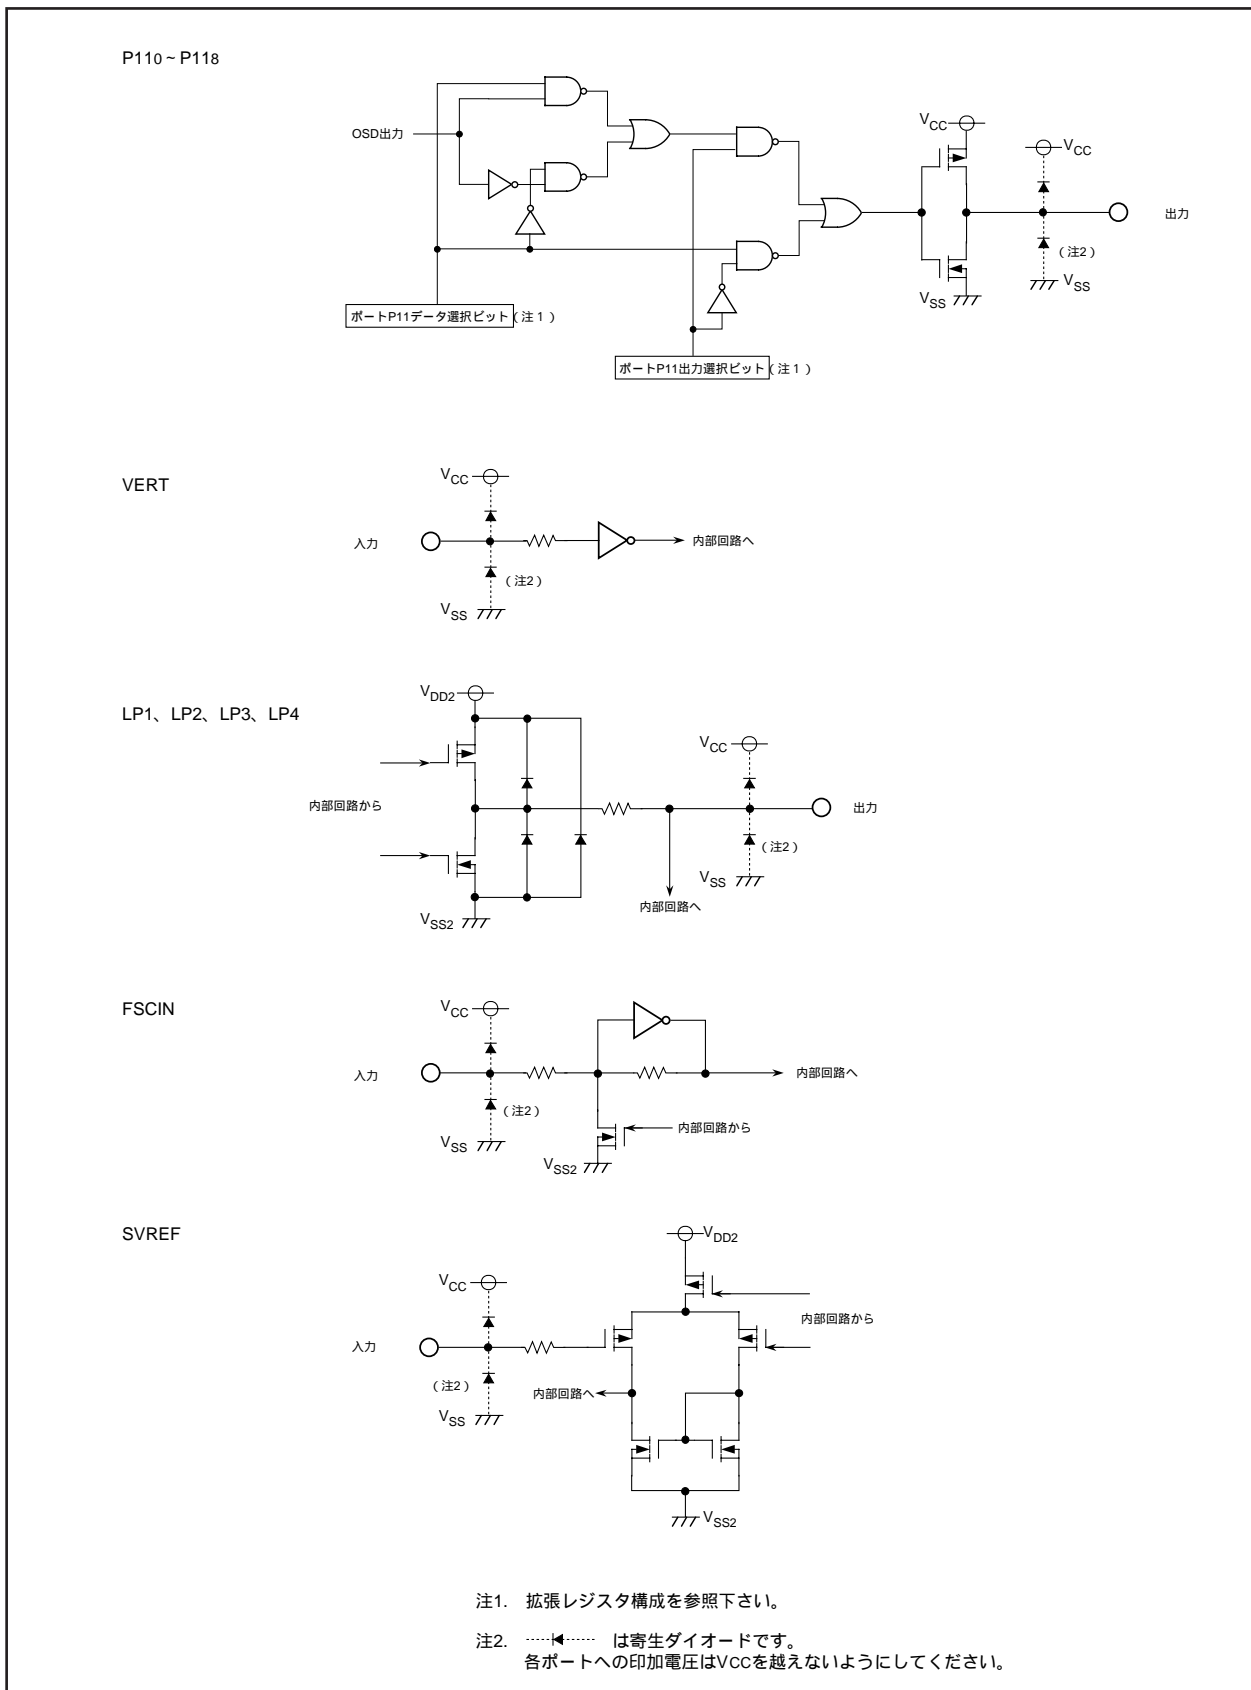 P110 ~ P118
OSD出力
VCC
VCC
出力
(注2)
VSS
VSS
ポートP11データ選択ビット(注1)
ポートP11出力選択ビット(注1)
VERT
VCC
入力
内部回路へ
(注2)
VSS
LP1、LP2、LP3、LP4
VDD2
VCC
内部回路から
出力
(注2)
VSS
内部回路へ
VSS2
FSCIN
VCC
入力
内部回路へ
(注2)
内部回路から
VSS
VSS2
SVREF
VDD2
VCC
内部回路から
入力
(注2)
内部回路へ
VSS
VSS2
注1. 拡張レジスタ構成を参照下さい。
注2. は寄生ダイオードです。
各ポートへの印加電圧はVCCを越えないようにしてください。